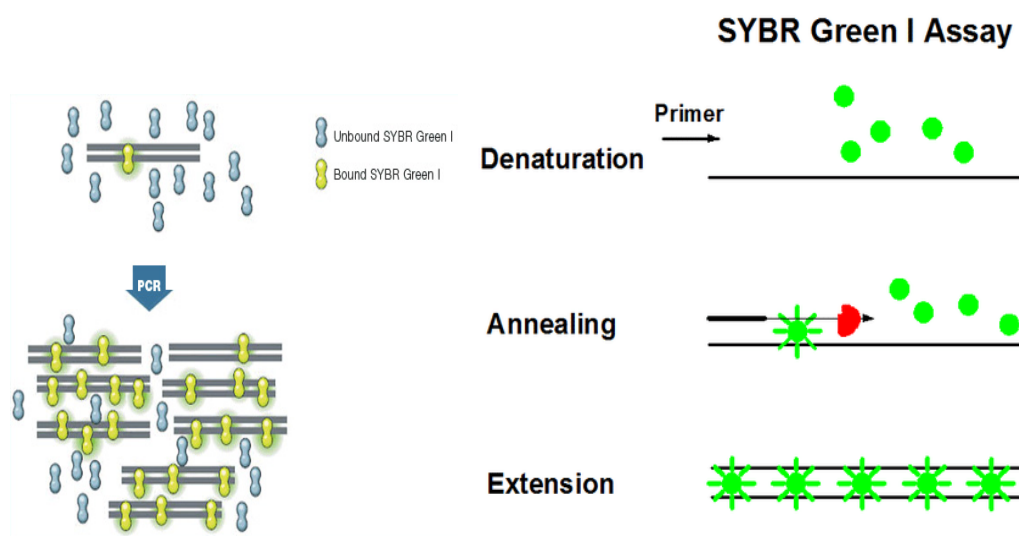 SYBR Green I Assay
Unbound SYBR Green I
Bound SYBR Green I
PCR
Primer
Denaturation
Annealing
Extension